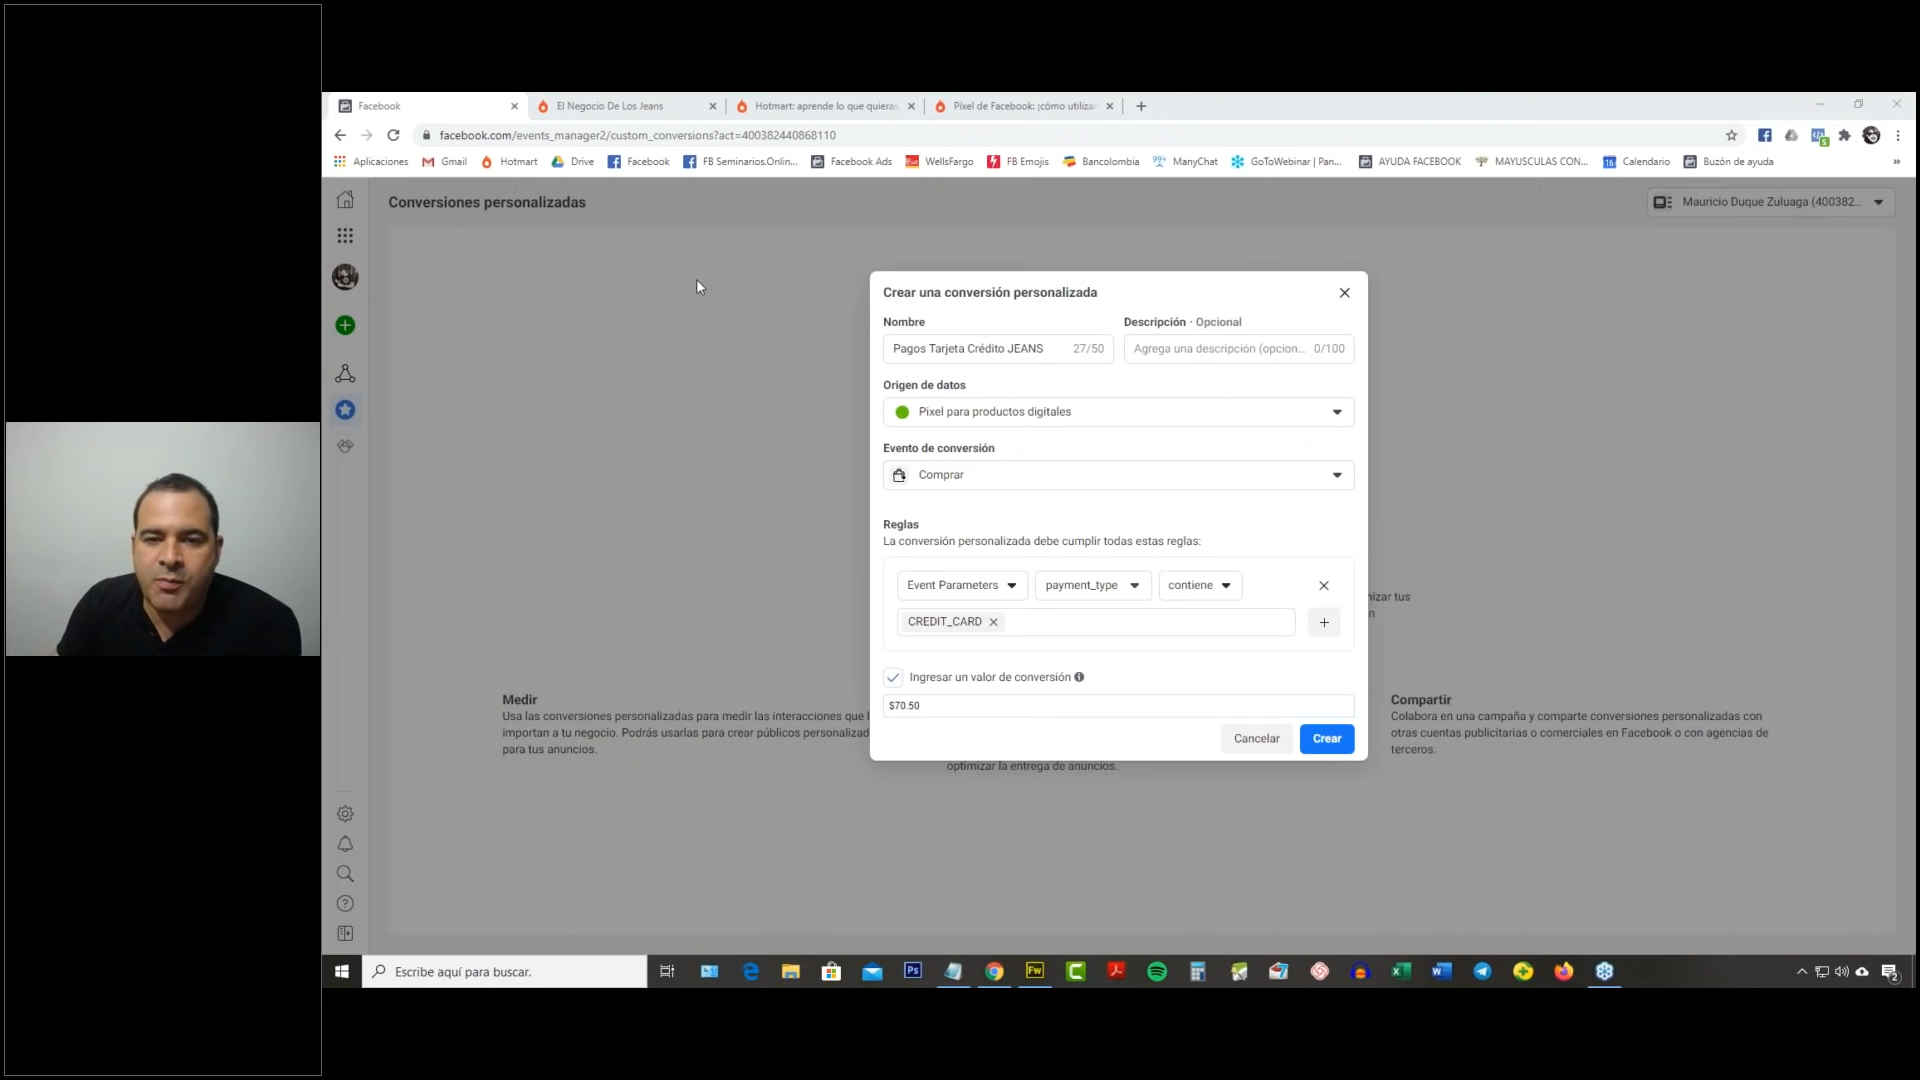 Facebook
El Negocio De Los Jeans
Hotmart: aprende lo que quieras,
Píxel de Facebook: ¡cómo utilizar
facebook.com/events_manager2/custom_conversions?act=400382440868110
Aplicaciones
Gmail
Hotmart
Drive
Facebook
FB Seminarios.Onlin...
Facebook Ads
WellsFargo
FB Emojis
Bancolombia
ManyChat
GoToWebinar | Pan...
AYUDA FACEBOOK
MAYUSCULAS CON...
Calendario
Buzón de ayuda
Conversiones personalizadas
Mauricio Duque Zuluaga (400382...
Crear una conversión personalizada
Nombre
Descripción · Opcional
Pagos Tarjeta Crédito JEANS 27/50
Agrega una descripción (opcion... 0/100
Origen de datos
Pixel para productos digitales
Evento de conversión
Comprar
Reglas
La conversión personalizada debe cumplir todas estas reglas:
Event Parameters
payment_type
contiene
CREDIT_CARD
Ingresar un valor de conversión
$70.50
Cancelar
Crear
Medir
Usa las conversiones personalizadas para medir las interacciones que l
importan a tu negocio. Podrás usarlas para crear públicos personalizad
para tus anuncios.
nizar tus
n
optimizar la entrega de anuncios.
Compartir
Colabora en una campaña y comparte conversiones personalizadas con
otras cuentas publicitarias o comerciales en Facebook o con agencias de
terceros.
Escribe aquí para buscar.